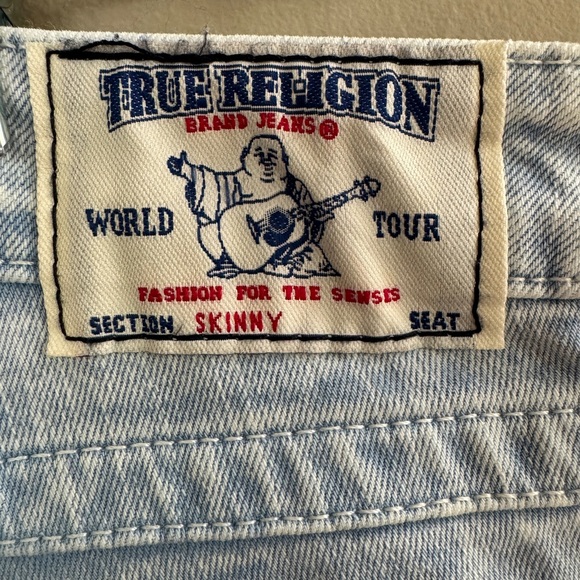 TRUE RELIGION
BRAND JEANS®
WORLD TOUR
FASHION FOR THE SENSES
SECTION SKINNY SEAT